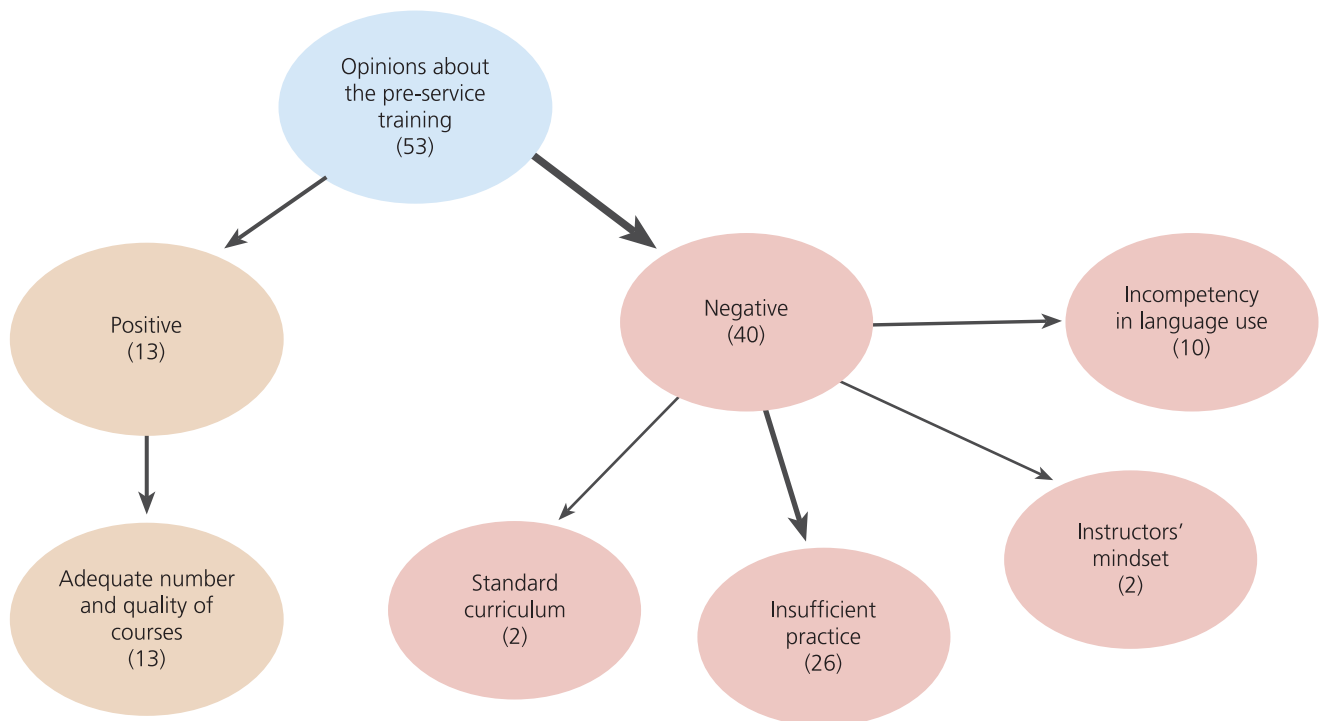 Opinions about
the pre-service
training
(53)
Positive
(13)
Negative
(40)
Incompetency
in language use
(10)
Adequate number
and quality of
courses
(13)
Standard
curriculum
(2)
Insufficient
practice
(26)
Instructors’
mindset
(2)